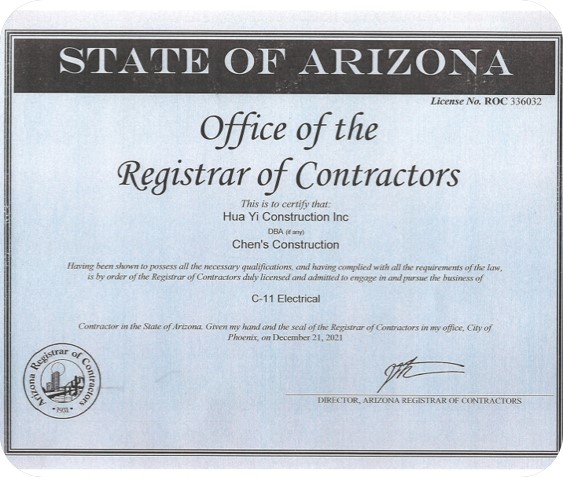 STATE OF ARIZONA
License No. ROC 336032
Office of the
Registrar of Contractors
This is to certify that:
Hua Yi Construction Inc
DBA (if any)
Chen's Construction
Having been shown to possess all the necessary qualifications, and having complied with all the requirements of the law,
is by order of the Registrar of Contractors duly licensed and admitted to engage in and pursue the business of
C-11 Electrical
Contractor in the State of Arizona. Given my hand and the seal of the Registrar of Contractors in my office, City of
Phoenix, on December 21, 2021
Arizona Registrar of Contractors
• 1931 •
DIRECTOR, ARIZONA REGISTRAR OF CONTRACTORS